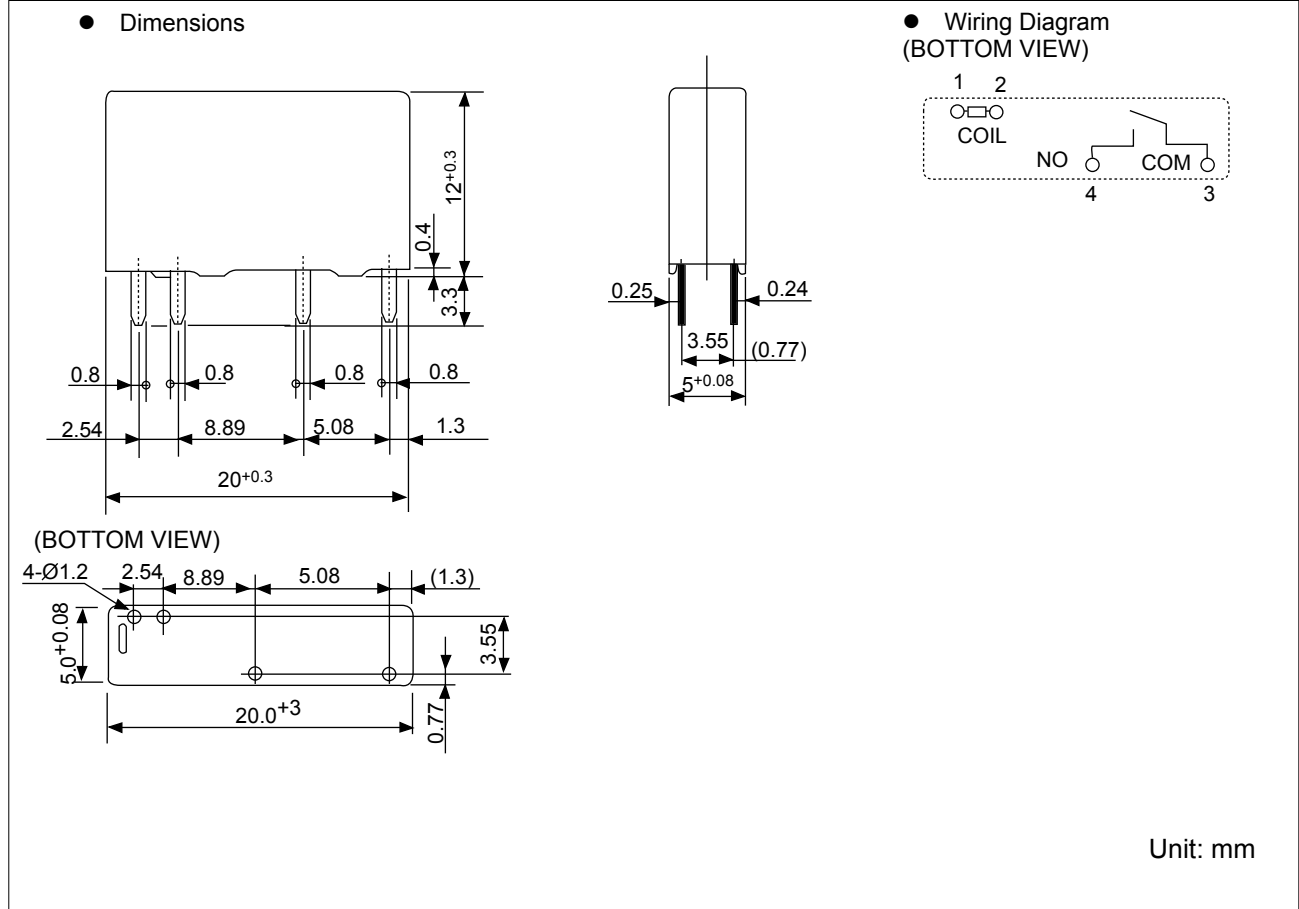 ● Dimensions
12+0.3
0.4
3.3
0.8 0.8 0.8 0.8
2.54 8.89 5.08 1.3
20+0.3
0.25 0.24
3.55 (0.77)
5+0.08
● Wiring Diagram
(BOTTOM VIEW)
1 2
COIL
NO COM
4 3
(BOTTOM VIEW)
4-Ø1.2 2.54 8.89 5.08 (1.3)
5.0+0.08
3.55
20.0+3
0.77
Unit: mm